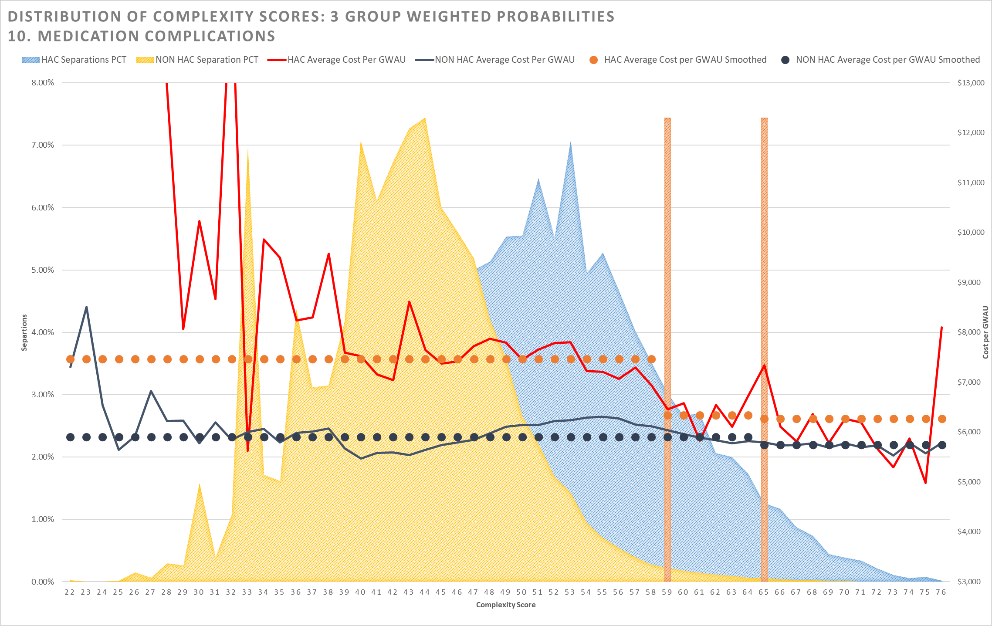 DISTRIBUTION OF COMPLEXITY SCORES: 3 GROUP WEIGHTED PROBABILITIES
10. MEDICATION COMPLICATIONS
HAC Separations PCT NON HAC Separation PCT HAC Average Cost Per GWAU NON HAC Average Cost Per GWAU HAC Average Cost per GWAU Smoothed NON HAC Average Cost per GWAU Smoothed
8.00% $13,000
$12,000
7.00%
$11,000
6.00%
$10,000
5.00%
$9,000
4.00% $8,000
Separtions
Cost per GWAU
3.00%
$7,000
$6,000
2.00%
$5,000
1.00%
$4,000
0.00% $3,000
22 23 24 25 26 27 28 29 30 31 32 33 34 35 36 37 38 39 40 41 42 43 44 45 46 47 48 49 50 51 52 53 54 55 56 57 58 59 60 61 62 63 64 65 66 67 68 69 70 71 72 73 74 75 76
Complexity Score